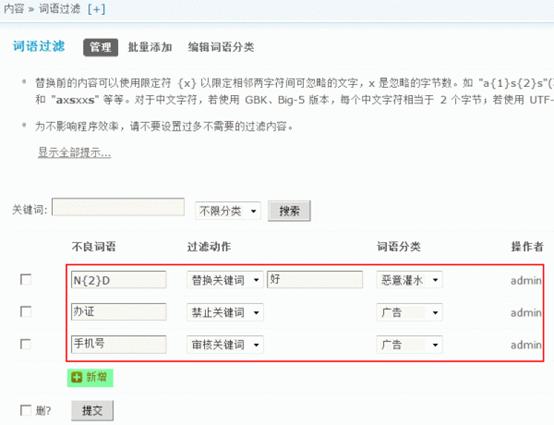 内容 » 词语过滤 [+]
词语过滤 管理 批量添加 编辑词语分类
替换前的内容可以使用限定符 {x} 以限定相邻两字符间可忽略的文字，x 是忽略的字节数。如 "a{1}s{2}s"(
和 "axsxxs" 等等。对于中文字符，若使用 GBK、Big-5 版本，每个中文字符相当于 2 个字节；若使用 UTF-
为不影响程序效率，请不要设置过多不需要的过滤内容。
显示全部提示...
关键词: 不限分类 搜索
不良词语 过滤动作 词语分类 操作者
N{2}D 替换关键词 好 恶意灌水 admin
办证 禁止关键词 广告 admin
手机号 审核关键词 广告 admin
新增
删? 提交